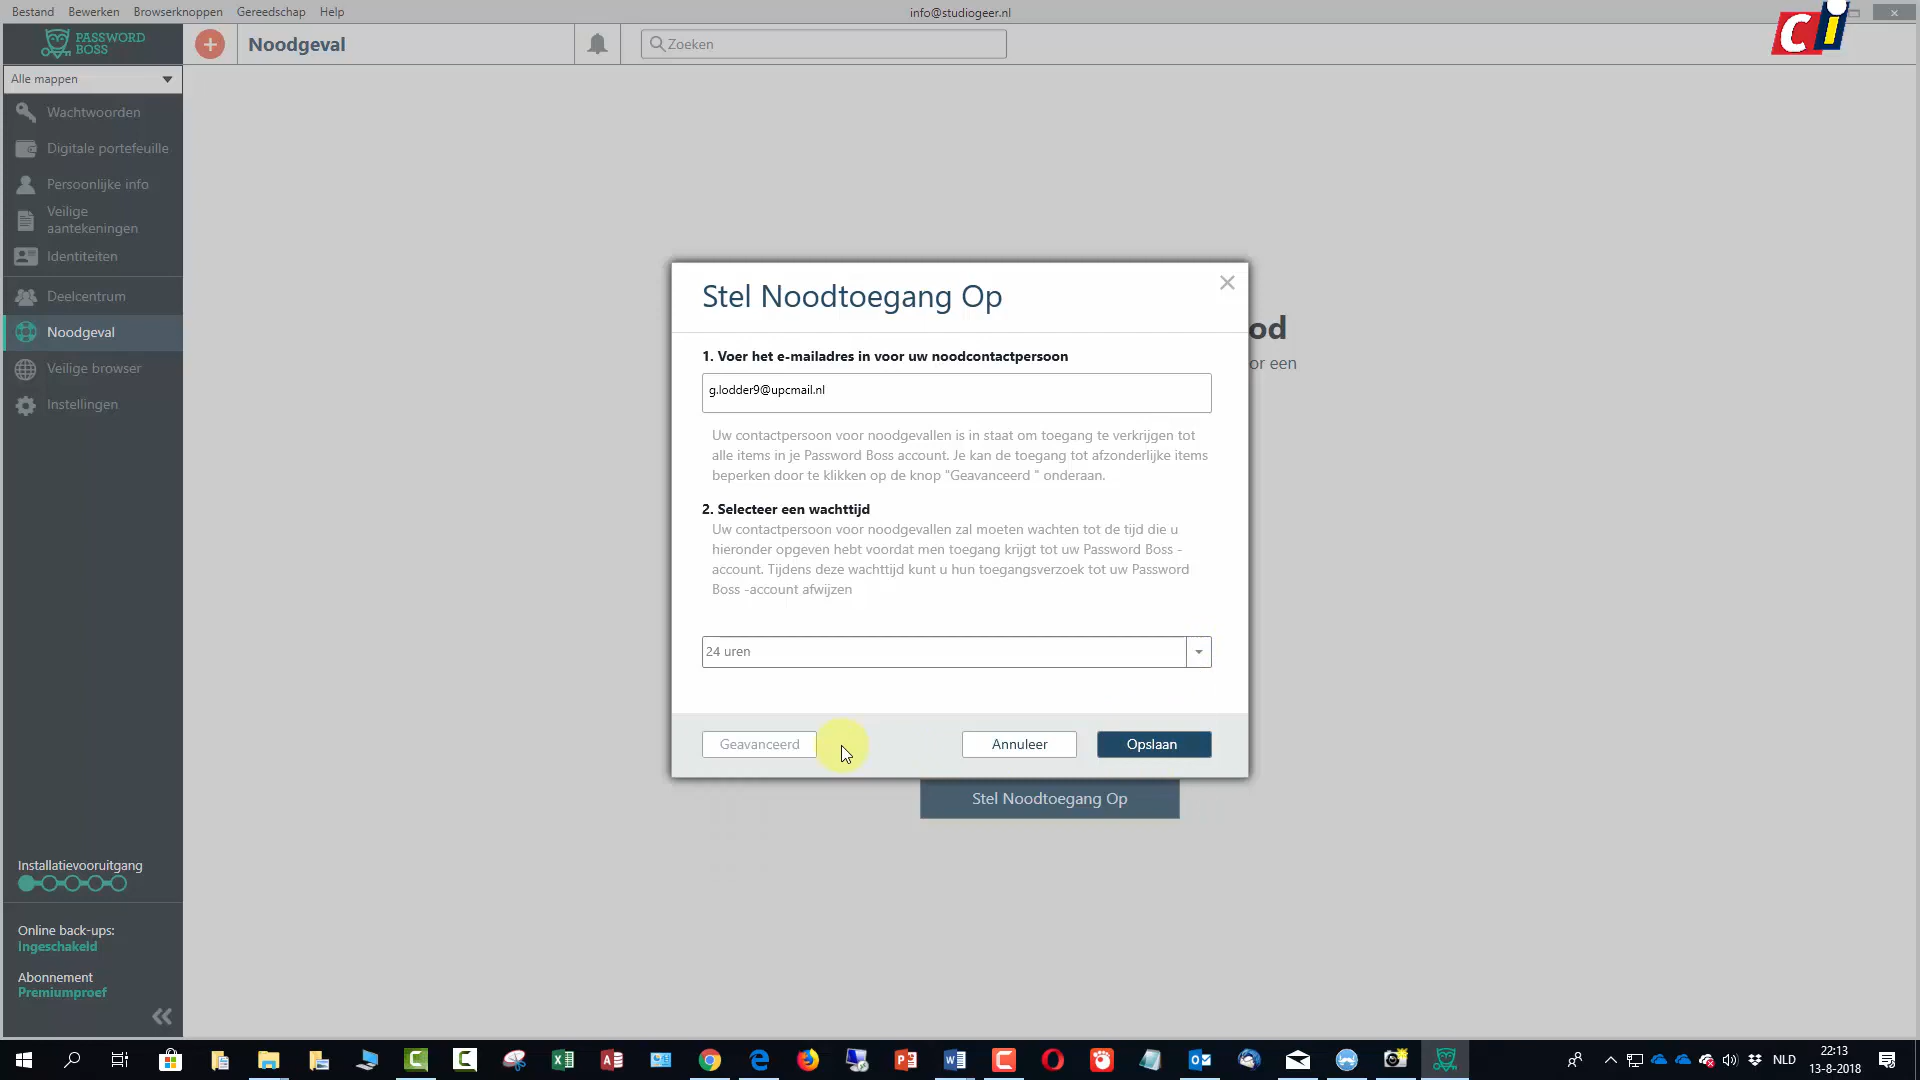 Bestand Bewerken Browserknoppen Gereedschap Help
info@studiogeer.nl
PASSWORD
BOSS
Noodgeval
Zoeken
Ci
Alle mappen
Wachtwoorden
Digitale portefeuille
Persoonlijke info
Veilige
aantekeningen
Identiteiten
Deelcentrum
Noodgeval
Veilige browser
Instellingen
Installatievooruitgang
Online back-ups:
Ingeschakeld
Abonnement
Premiumproef
od
or een
Stel Noodtoegang Op
1. Voer het e-mailadres in voor uw noodcontactpersoon
g.lodder9@upcmail.nl
Uw contactpersoon voor noodgevallen is in staat om toegang te verkrijgen tot
alle items in je Password Boss account. Je kan de toegang tot afzonderlijke items
beperken door te klikken op de knop "Geavanceerd " onderaan.
2. Selecteer een wachttijd
Uw contactpersoon voor noodgevallen zal moeten wachten tot de tijd die u
hieronder opgeven hebt voordat men toegang krijgt tot uw Password Boss -
account. Tijdens deze wachttijd kunt u hun toegangsverzoek tot uw Password
Boss -account afwijzen
24 uren
Geavanceerd
Annuleer
Opslaan
Stel Noodtoegang Op
NLD
22:13
13-8-2018